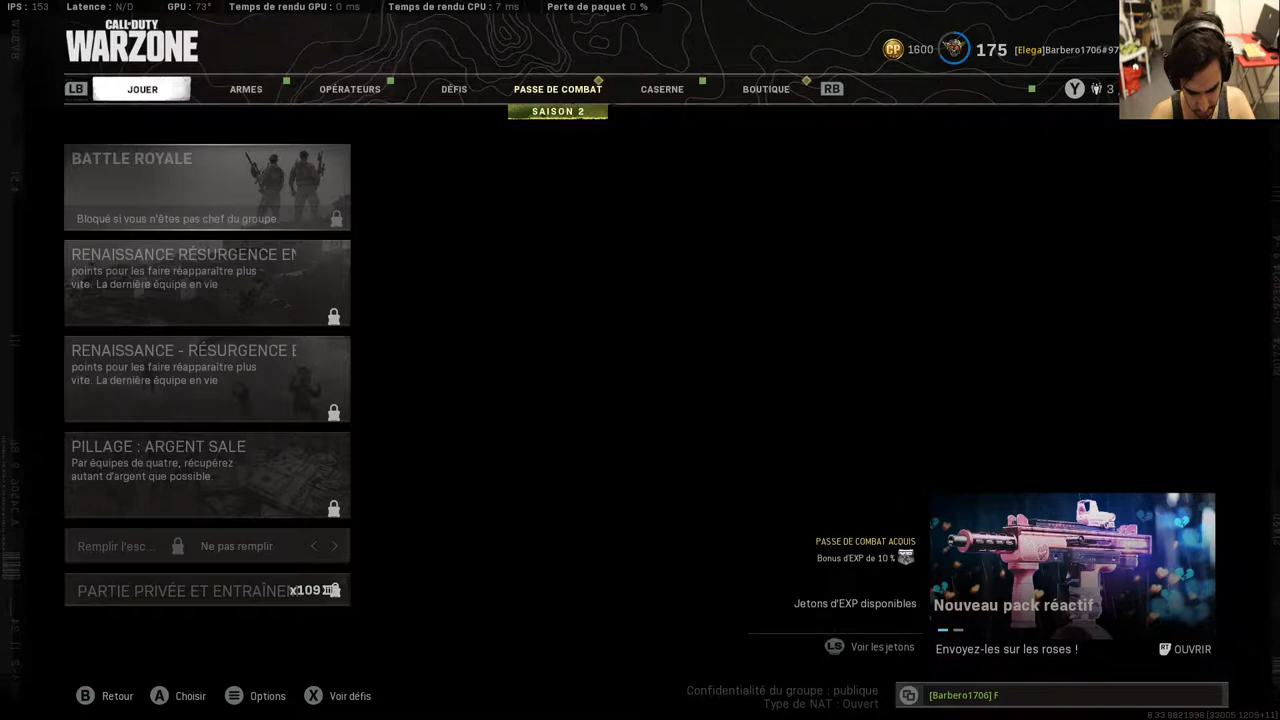 IPS : 153 Latence : N/D GPU : 73° Temps de rendu GPU : 0 ms Temps de rendu CPU : 7 ms Perte de paquet 0 %
CALL·DUTY
WARZONE
CP 1600 175 [Elega]Barbero1706#97
LB JOUER ARMES OPÉRATEURS DÉFIS PASSE DE COMBAT CASERNE BOUTIQUE RB Y 3
SAISON 2
BATTLE ROYALE
Bloqué si vous n'êtes pas chef du groupe.
RENAISSANCE RÉSURGENCE EN
points pour les faire réapparaître plus
vite. La dernière équipe en vie
RENAISSANCE - RÉSURGENCE E
points pour les faire réapparaître plus
vite. La dernière équipe en vie
PILLAGE : ARGENT SALE
Par équipes de quatre, récupérez
autant d'argent que possible.
Remplir l'esc... Ne pas remplir
PARTIE PRIVÉE ET ENTRAÎNE x109
PASSE DE COMBAT ACQUIS
Bonus d'EXP de 10 %
Jetons d'EXP disponibles
LS Voir les jetons
Nouveau pack réactif
Envoyez-les sur les roses !
RT OUVRIR
B Retour A Choisir Options X Voir défis
Confidentialité du groupe : publique
Type de NAT : Ouvert
[Barbero1706] F